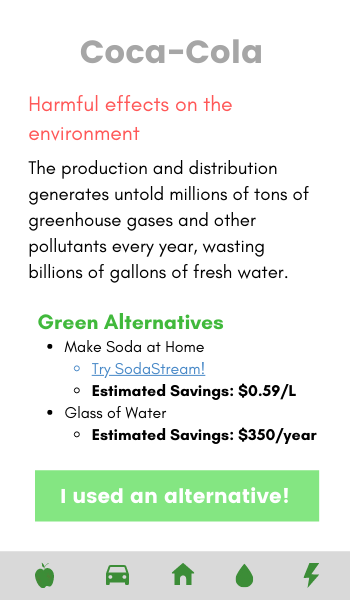 Coca-Cola
Harmful effects on the
environment
The production and distribution
generates untold millions of tons of
greenhouse gases and other
pollutants every year, wasting
billions of gallons of fresh water.
Green Alternatives
Make Soda at Home
Try SodaStream!
Estimated Savings: $0.59/L
Glass of Water
Estimated Savings: $350/year
I used an alternative!